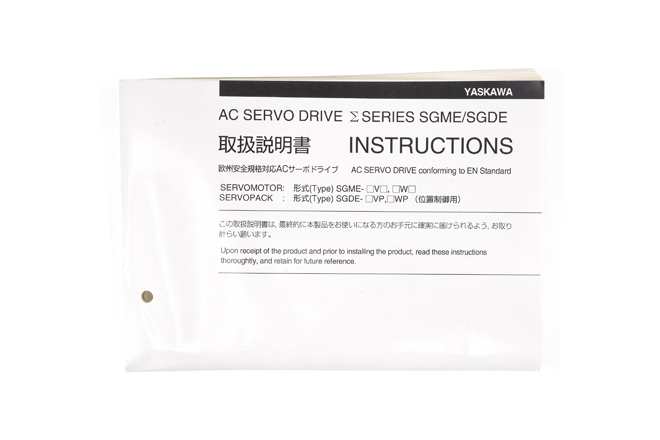 YASKAWA
AC SERVO DRIVE Σ SERIES SGME/SGDE
取扱説明書 INSTRUCTIONS
欧州安全規格対応ACサーボドライブ AC SERVO DRIVE conforming to EN Standard
SERVOMOTOR: 形式(Type) SGME- □V□, □W□
SERVOPACK : 形式(Type) SGDE- □VP,□WP (位置制御用)
この取扱説明書は、最終的に本製品をお使いになる方のお手元に確実に届けられるよう、お取り
計らい願います。
Upon receipt of the product and prior to installing the product, read these instructions
thoroughly, and retain for future reference.